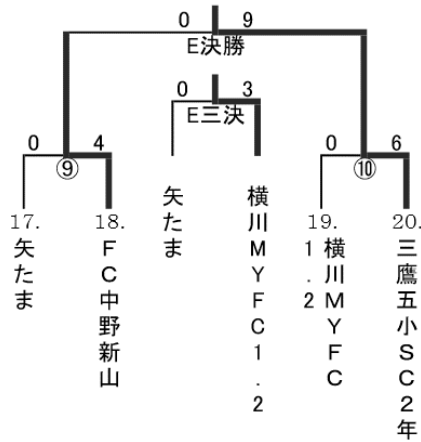 0 9
E決勝
0 3
E三決
0 4
⑨
0 6
⑩
17.
矢たま
18.
FC中野新山
矢たま
横川MYFC1.2
19.
横川MYFC
1.2
20.
三鷹五小SC2年